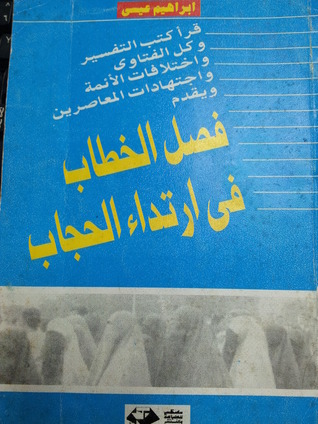 ابراهيم عيسى
قرأ كتب التفسير
وكل الفتاوى
واختلافات الأئمة
واجتهادات المعاصرين
ويقدم
فصل الخطاب
فى ارتداء الحجاب